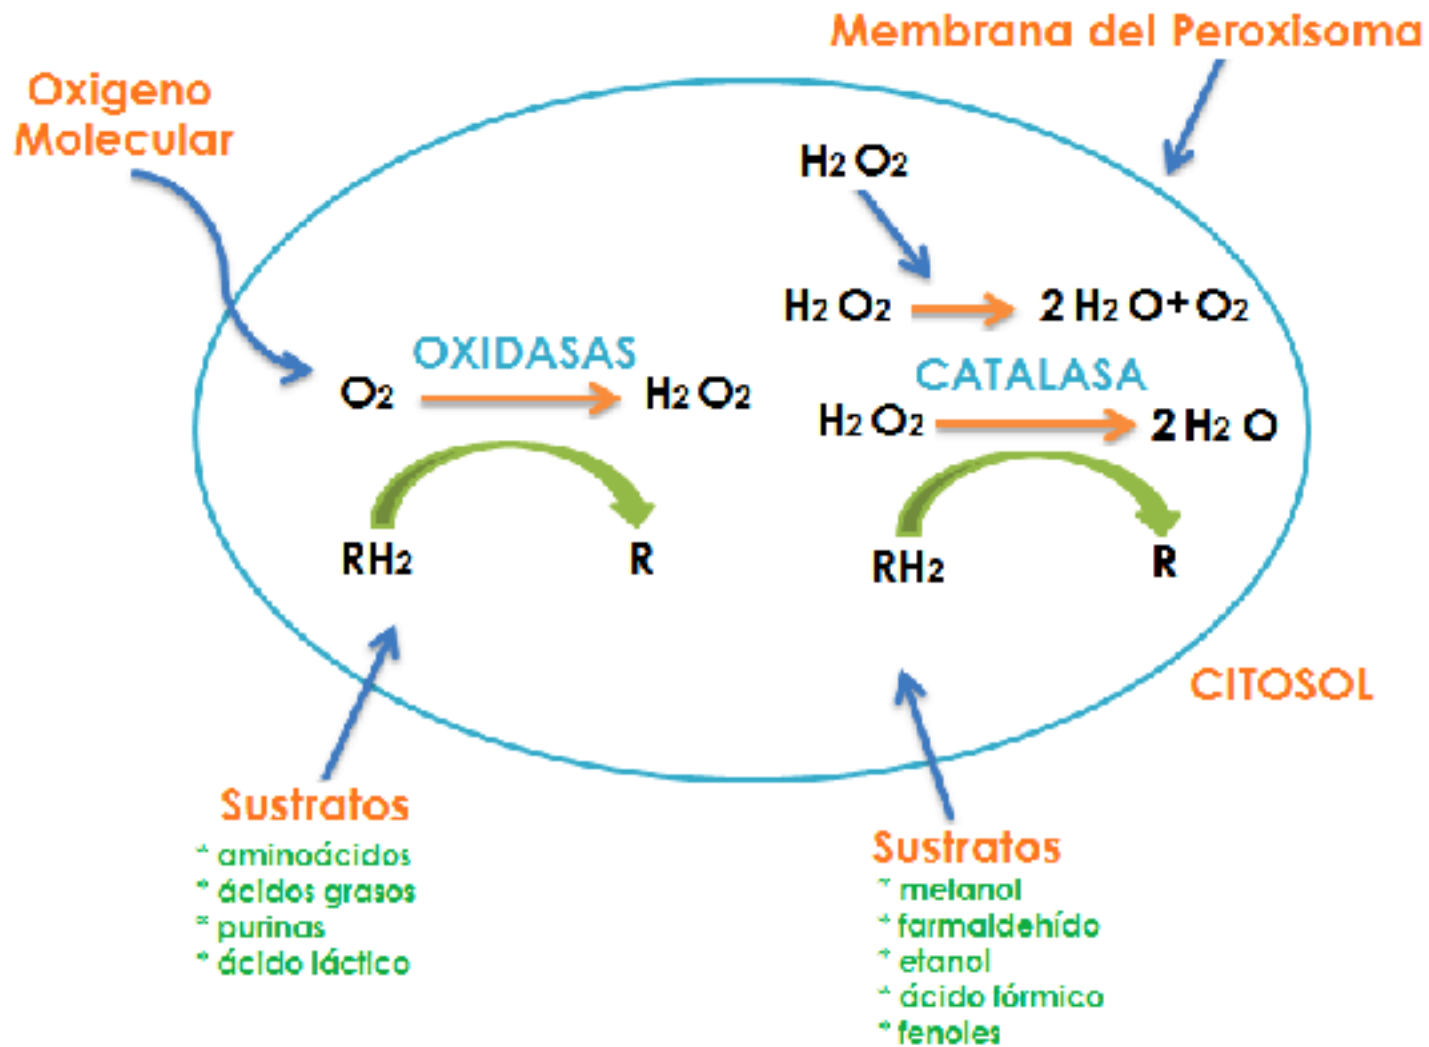 Membrana del Peroxisoma
Oxigeno
Molecular
H2 O2
H2 O2 2 H2 O+O2
OXIDASAS
O2 H2 O2
CATALASA
H2 O2 2 H2 O
RH2 R
RH2 R
CITOSOL
Sustratos
* aminoácidos
* ácidos grasos
* purinas
* ácido láctico
Sustratos
* metanol
* farmaldehído
* etanol
* ácido fórmico
* fenoles